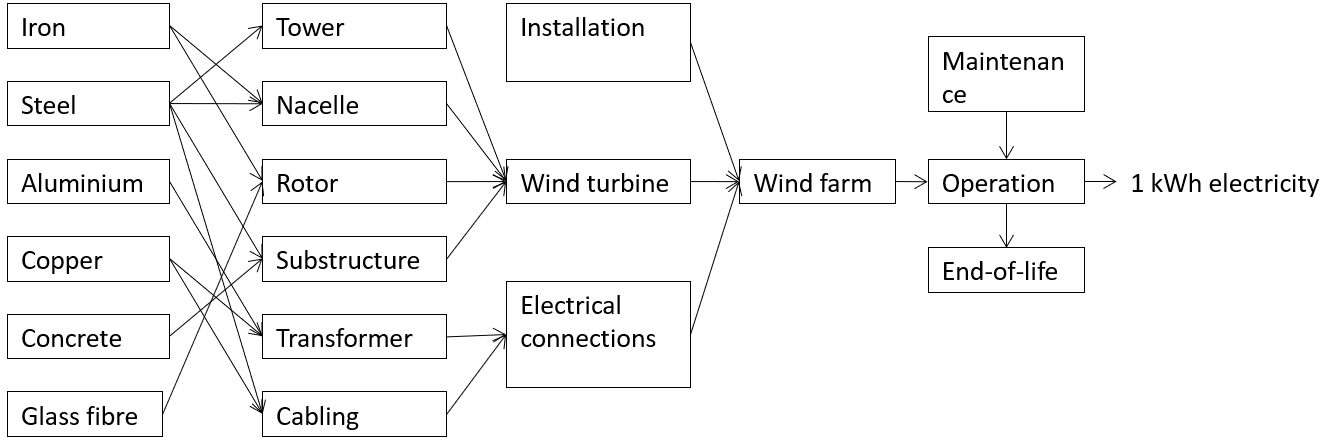 Iron
Steel
Aluminium
Copper
Concrete
Glass fibre
Tower
Nacelle
Rotor
Substructure
Transformer
Cabling
Installation
Wind turbine
Electrical
connections
Wind farm
Maintenan
ce
Operation
End-of-life
1 kWh electricity